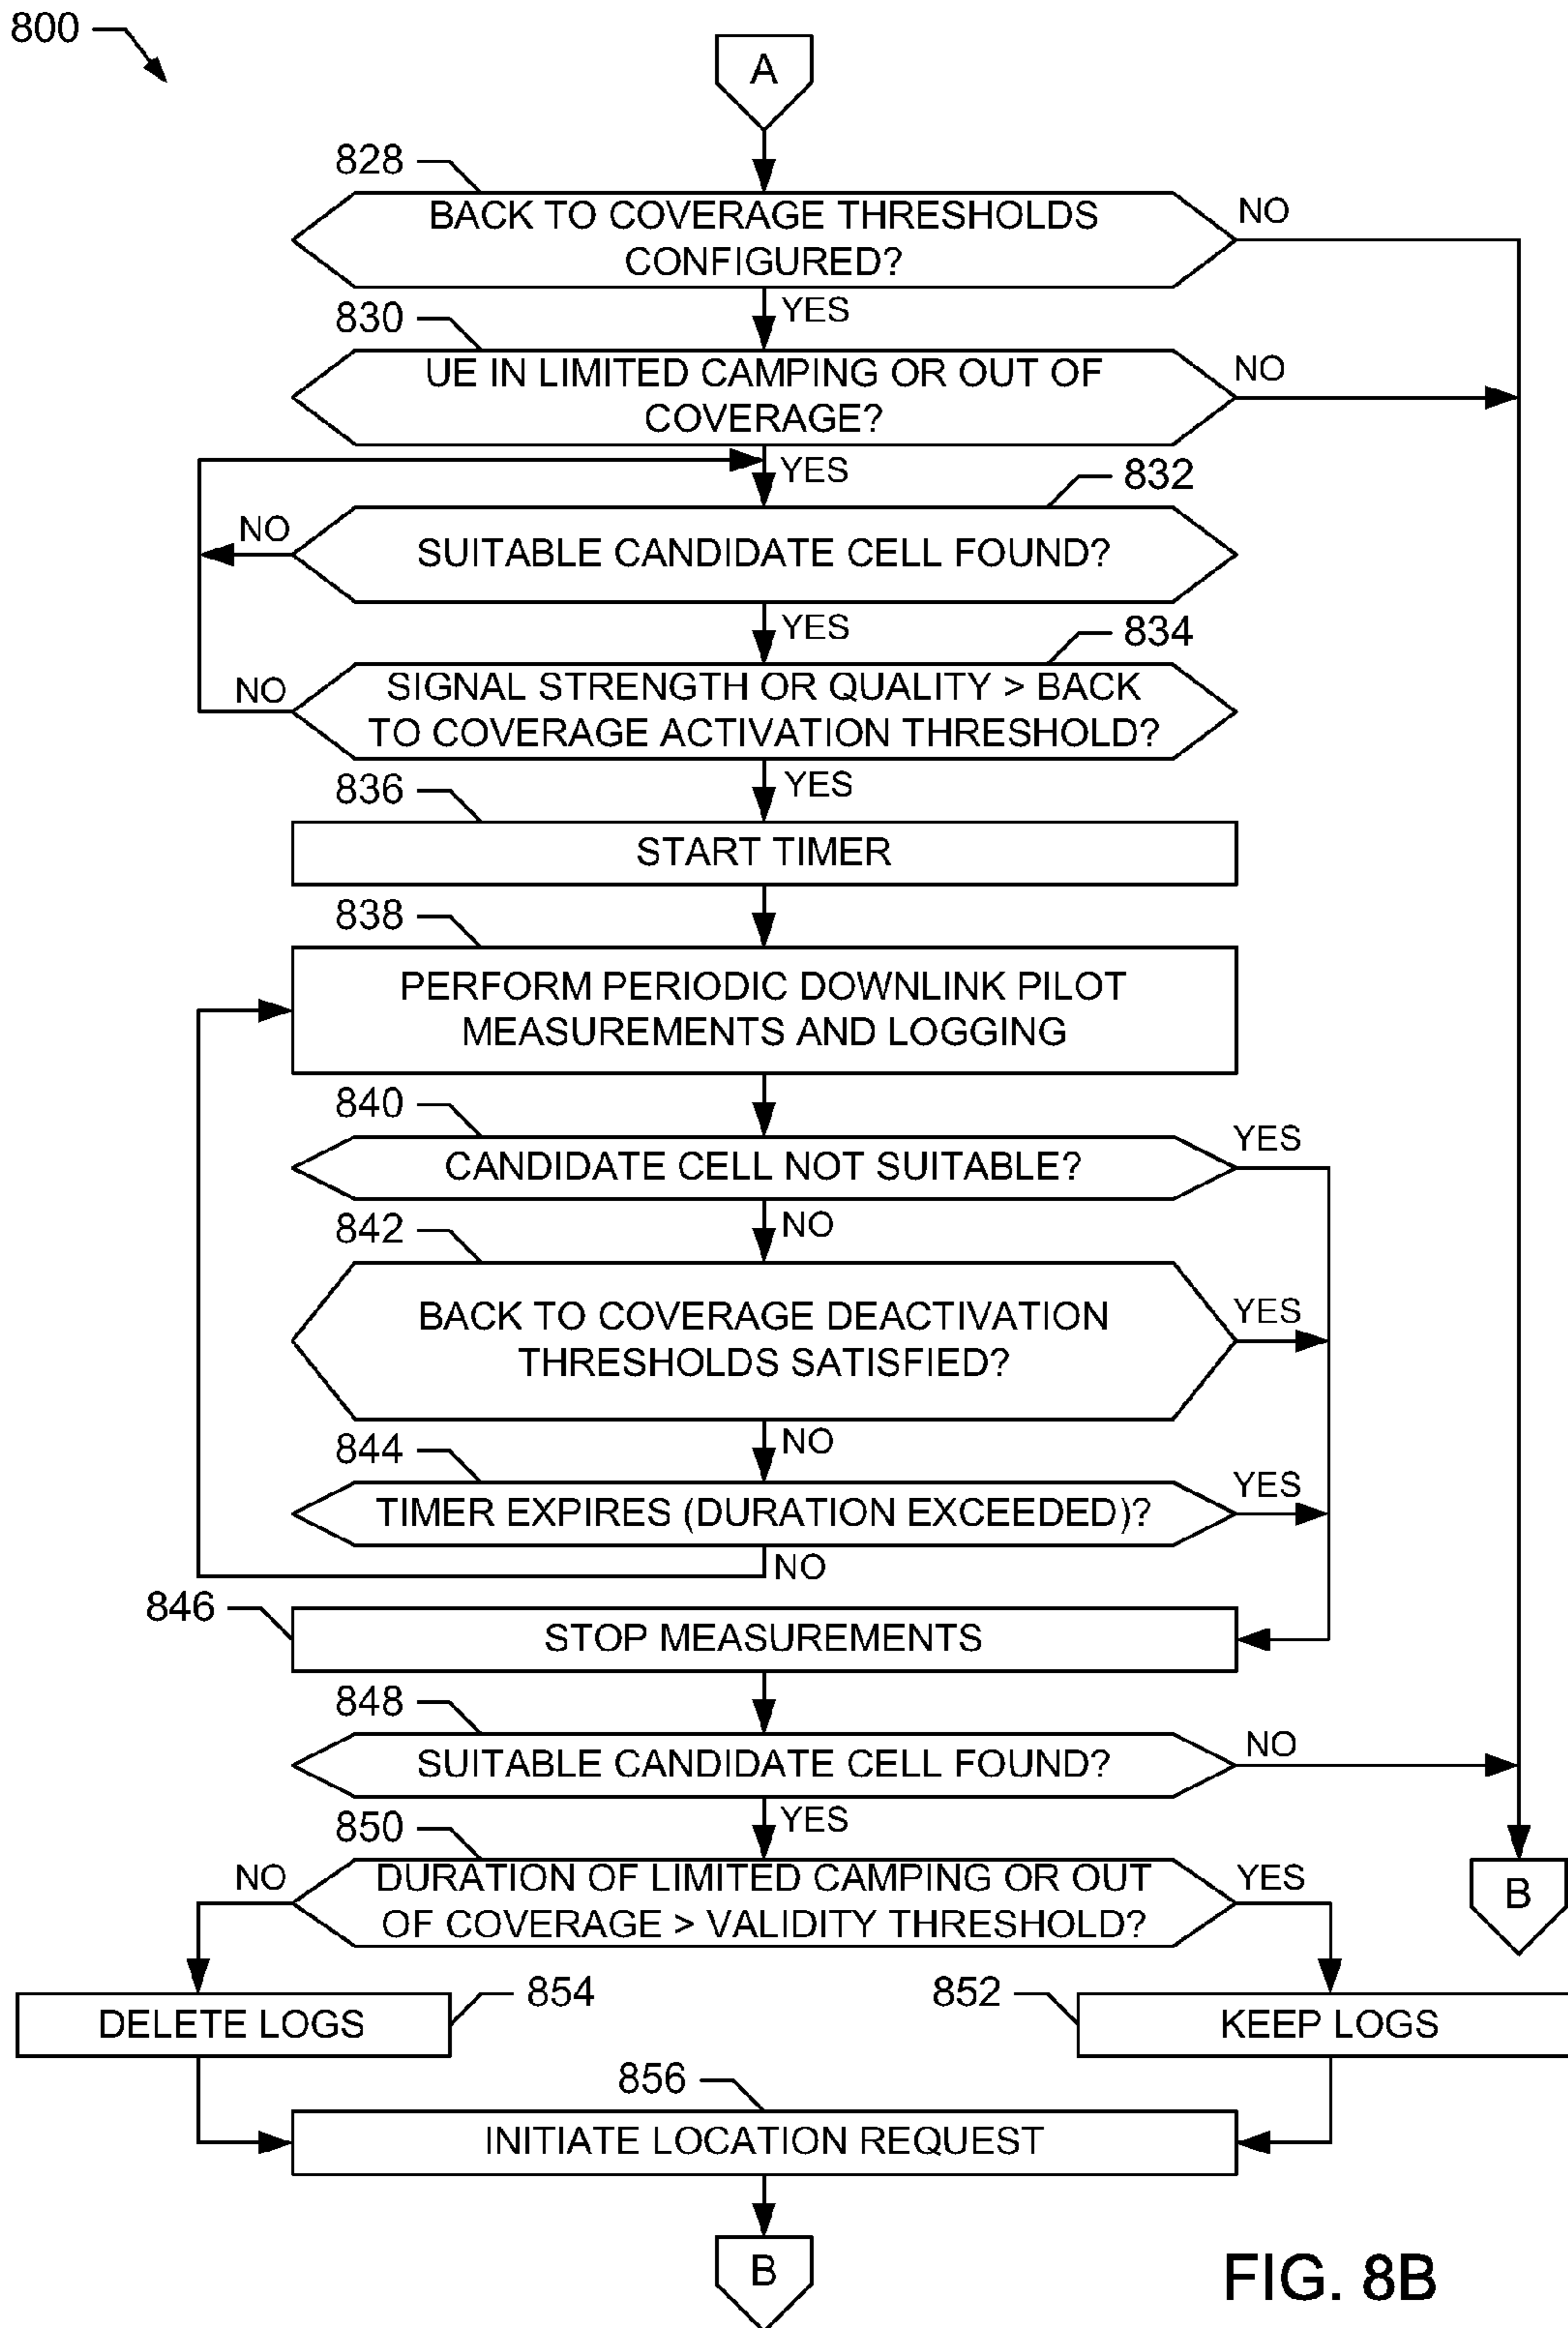 800
A
828
BACK TO COVERAGE THRESHOLDS
CONFIGURED?
NO
YES
830
UE IN LIMITED CAMPING OR OUT OF
COVERAGE?
NO
YES
832
NO
SUITABLE CANDIDATE CELL FOUND?
YES
834
NO
SIGNAL STRENGTH OR QUALITY > BACK
TO COVERAGE ACTIVATION THRESHOLD?
YES
836
START TIMER
838
PERFORM PERIODIC DOWNLINK PILOT
MEASUREMENTS AND LOGGING
840
CANDIDATE CELL NOT SUITABLE?
YES
NO
842
BACK TO COVERAGE DEACTIVATION
THRESHOLDS SATISFIED?
YES
NO
844
TIMER EXPIRES (DURATION EXCEEDED)?
YES
NO
846
STOP MEASUREMENTS
848
SUITABLE CANDIDATE CELL FOUND?
NO
YES
850
NO
DURATION OF LIMITED CAMPING OR OUT
OF COVERAGE > VALIDITY THRESHOLD?
YES
B
DELETE LOGS
854
852
KEEP LOGS
856
INITIATE LOCATION REQUEST
B
FIG. 8B